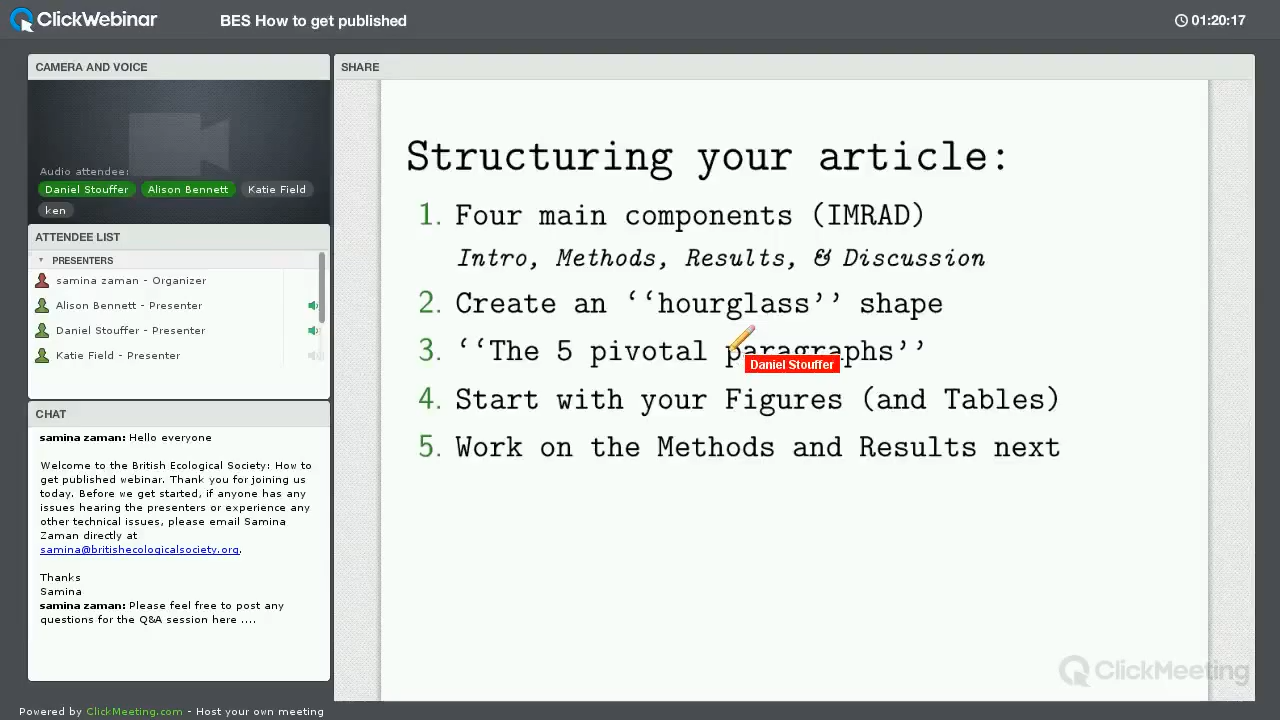 ClickWebinar
BES How to get published
01:20:17
CAMERA AND VOICE
Audio attendee:
Daniel Stouffer Alison Bennett Katie Field
ken
ATTENDEE LIST
PRESENTERS
samina zaman - Organizer
Alison Bennett - Presenter
Daniel Stouffer - Presenter
Katie Field - Presenter
CHAT
samina zaman: Hello everyone
Welcome to the British Ecological Society: How to
get published webinar. Thank you for joining us
today. Before we get started, if anyone has any
issues hearing the presenters or experience any
other technical issues, please email Samina
Zaman directly at
samina@britishecologicalsociety.org.
Thanks
Samina
samina zaman: Please feel free to post any
questions for the Q&A session here ....
SHARE
Structuring your article:
1. Four main components (IMRAD)
Intro, Methods, Results, & Discussion
2. Create an ‘‘hourglass’’ shape
3. ‘‘The 5 pivotal paragraphs’’
Daniel Stouffer
4. Start with your Figures (and Tables)
5. Work on the Methods and Results next
ClickMeeting
Powered by ClickMeeting.com - Host your own meeting